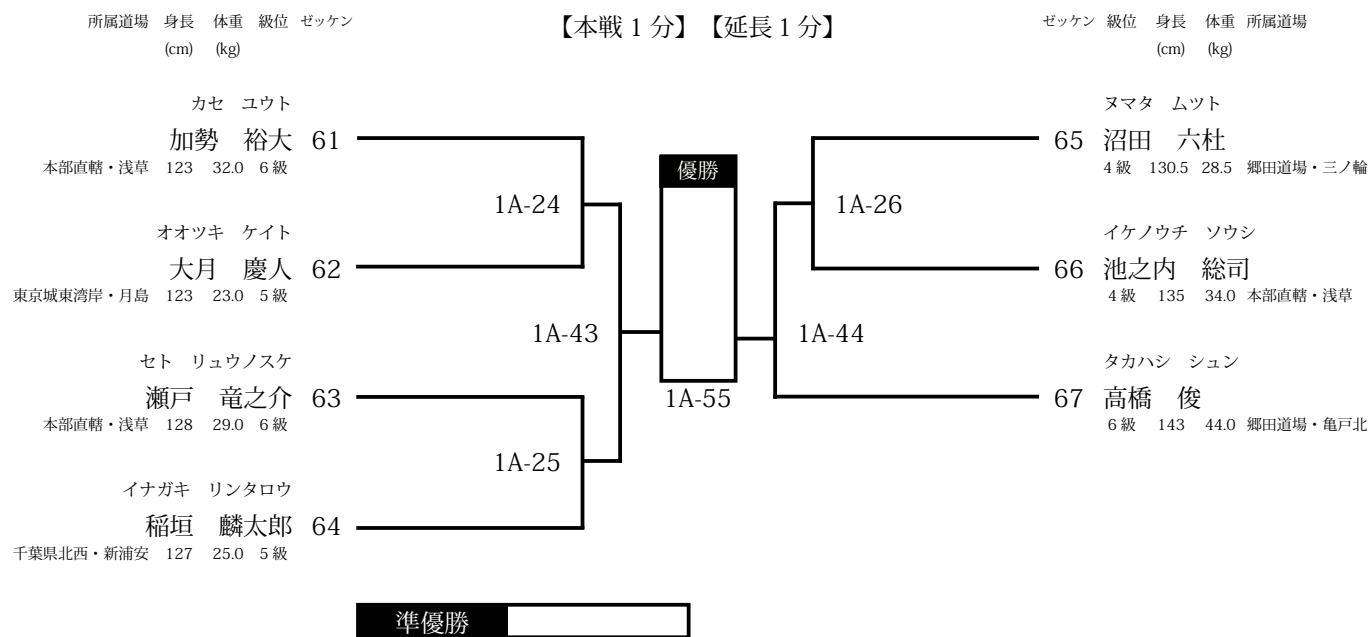 所属道場 身長 体重 級位 ゼッケン
(cm) (kg)
【本戦 1 分】【延長 1 分】
ゼッケン 級位 身長 体重 所属道場
(cm) (kg)
カセ ユウト
加勢 裕大 61
本部直轄・浅草 123 32.0 6 級
1A-24
オオツキ ケイト
大月 慶人 62
東京城東湾岸・月島 123 23.0 5 級
1A-43
セト リュウノスケ
瀬戸 竜之介 63
本部直轄・浅草 128 29.0 6 級
1A-25
イナガキ リンタロウ
稲垣 麟太郎 64
千葉県北西・新浦安 127 25.0 5 級
優勝
1A-55
ヌマタ ムツト
65 沼田 六杜
4 級 130.5 28.5 郷田道場・三ノ輪
1A-26
イケノウチ ソウシ
66 池之内 総司
4 級 135 34.0 本部直轄・浅草
1A-44
タカハシ シュン
67 高橋 俊
6 級 143 44.0 郷田道場・亀戸北
準優勝